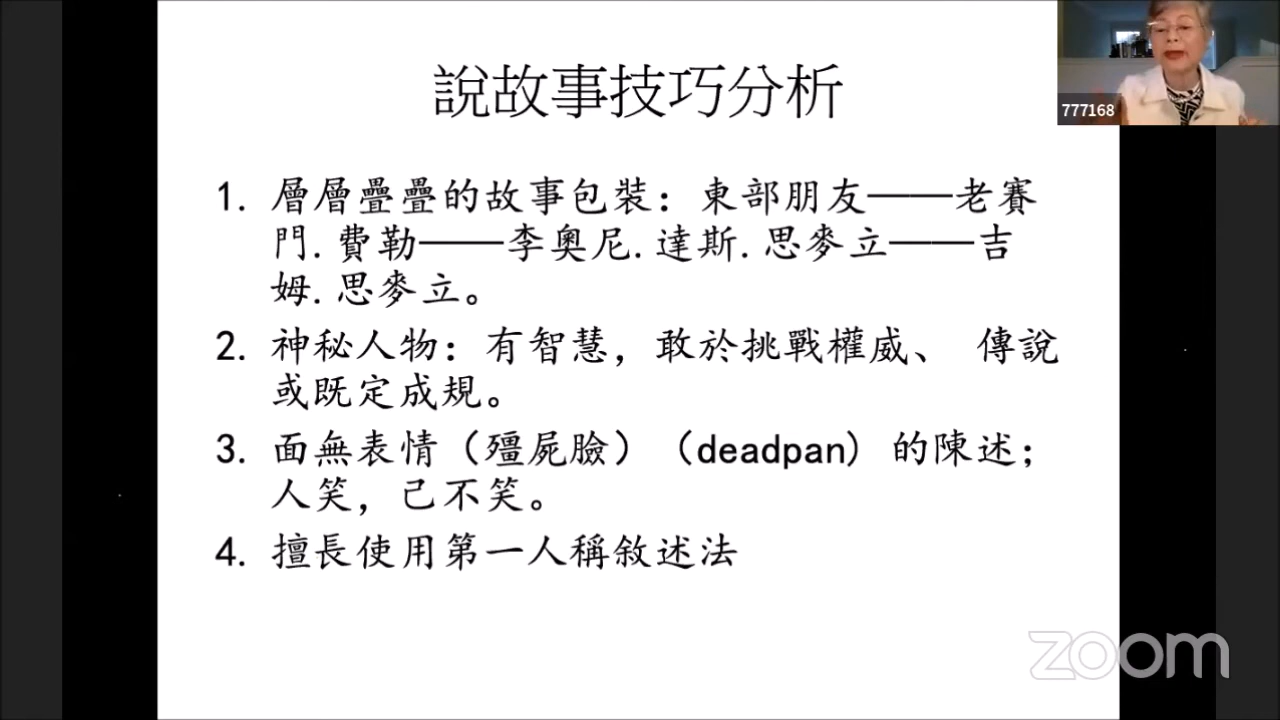 說故事技巧分析
777168
1. 層層疊疊的故事包裝：東部朋友——老賽
門.費勒——李奧尼.達斯.思麥立——吉
姆.思麥立。
2. 神秘人物：有智慧，敢於挑戰權威、 傳說
或既定成規。
3. 面無表情（殭屍臉）（deadpan）的陳述；
人笑，己不笑。
4. 擅長使用第一人稱敘述法
zoom